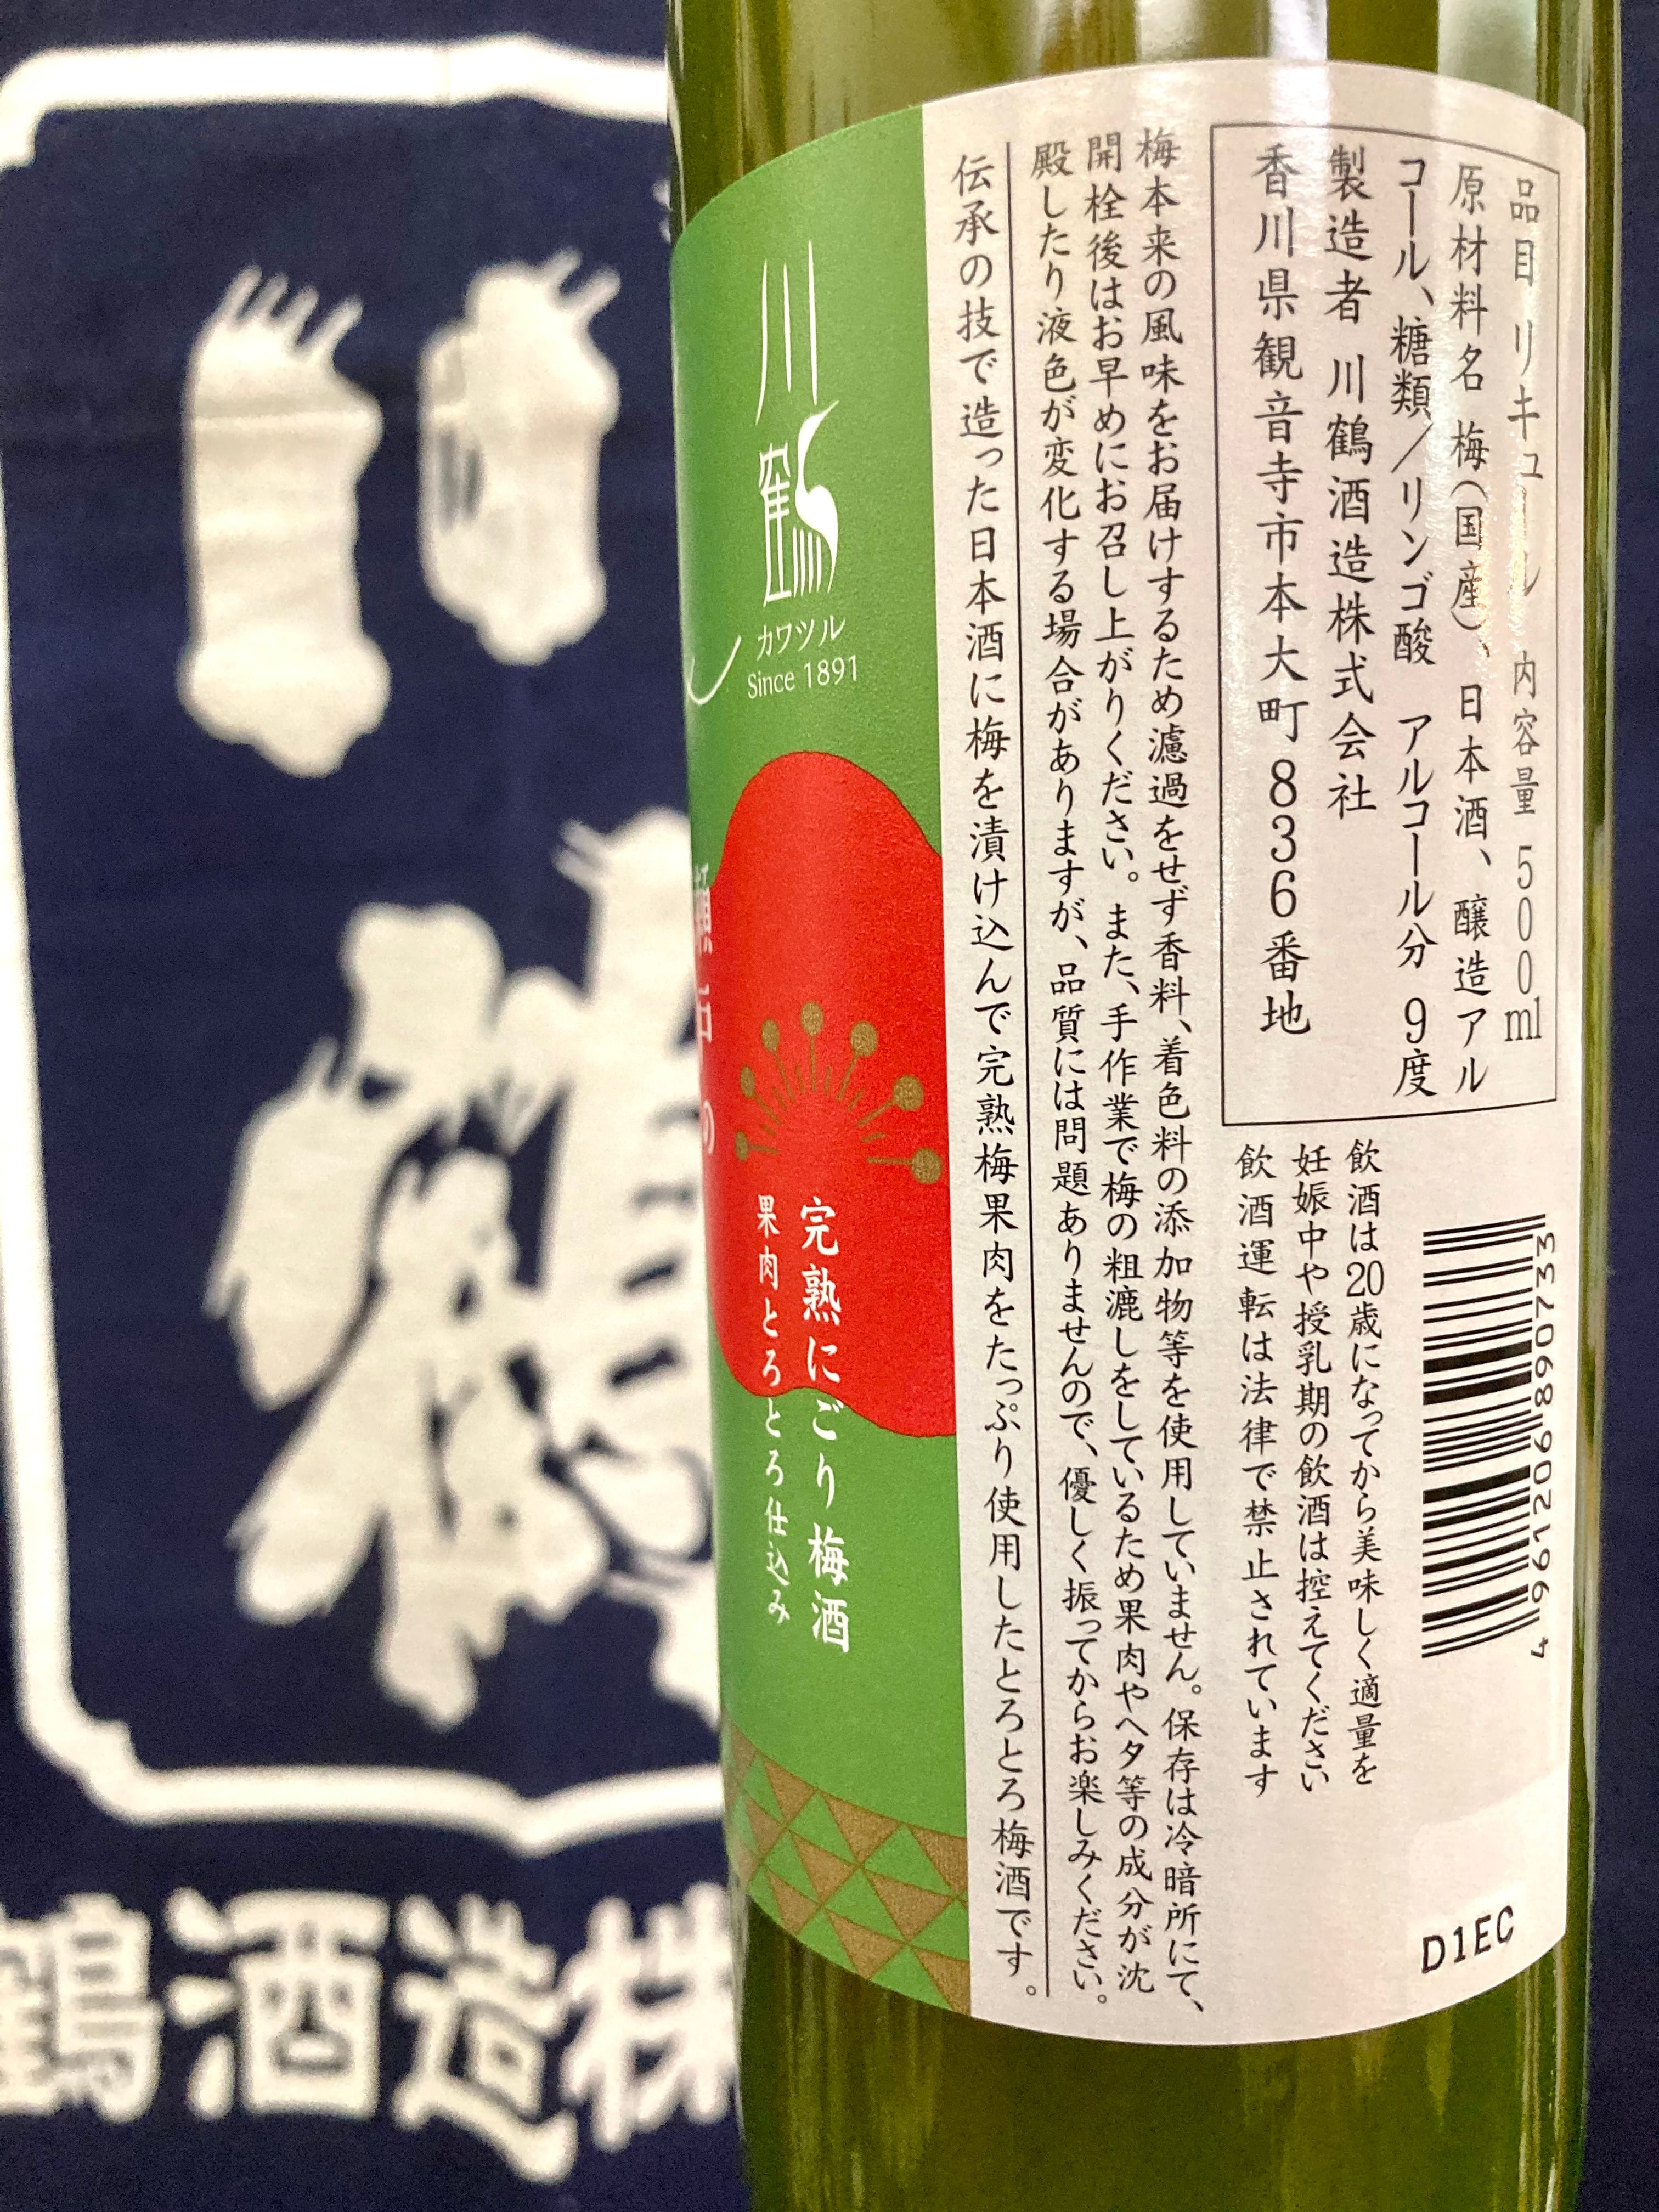 品目 リキュール 内容量 500ml
原材料名 梅(国産)、日本酒、醸造アル
コール、糖類/リンゴ酸 アルコール分 9度
製造者 川鶴酒造株式会社
香川県観音寺市本大町836番地
4961206890733
飲酒は20歳になってから美味しく適量を
妊娠中や授乳期の飲酒は控えてください
飲酒運転は法律で禁止されています
D1EC
梅本来の風味をお届けするため濾過をせず香料、着色料の添加物等を使用していません。保存は冷暗所にて、
開栓後はお早めにお召し上がりください。また、手作業で梅の粗漉しをしているため果肉やヘタ等の成分が沈
殿したり液色が変化する場合がありますが、品質には問題ありませんので、優しく振ってからお楽しみください。
伝承の技で造った日本酒に梅を漬け込んで完熟梅果肉をたっぷり使用したとろとろ梅酒です。
川鶴
カワツル
Since 1891
完熟にごり梅酒
果肉とろとろ仕込み
の
川鶴
鶴酒造株